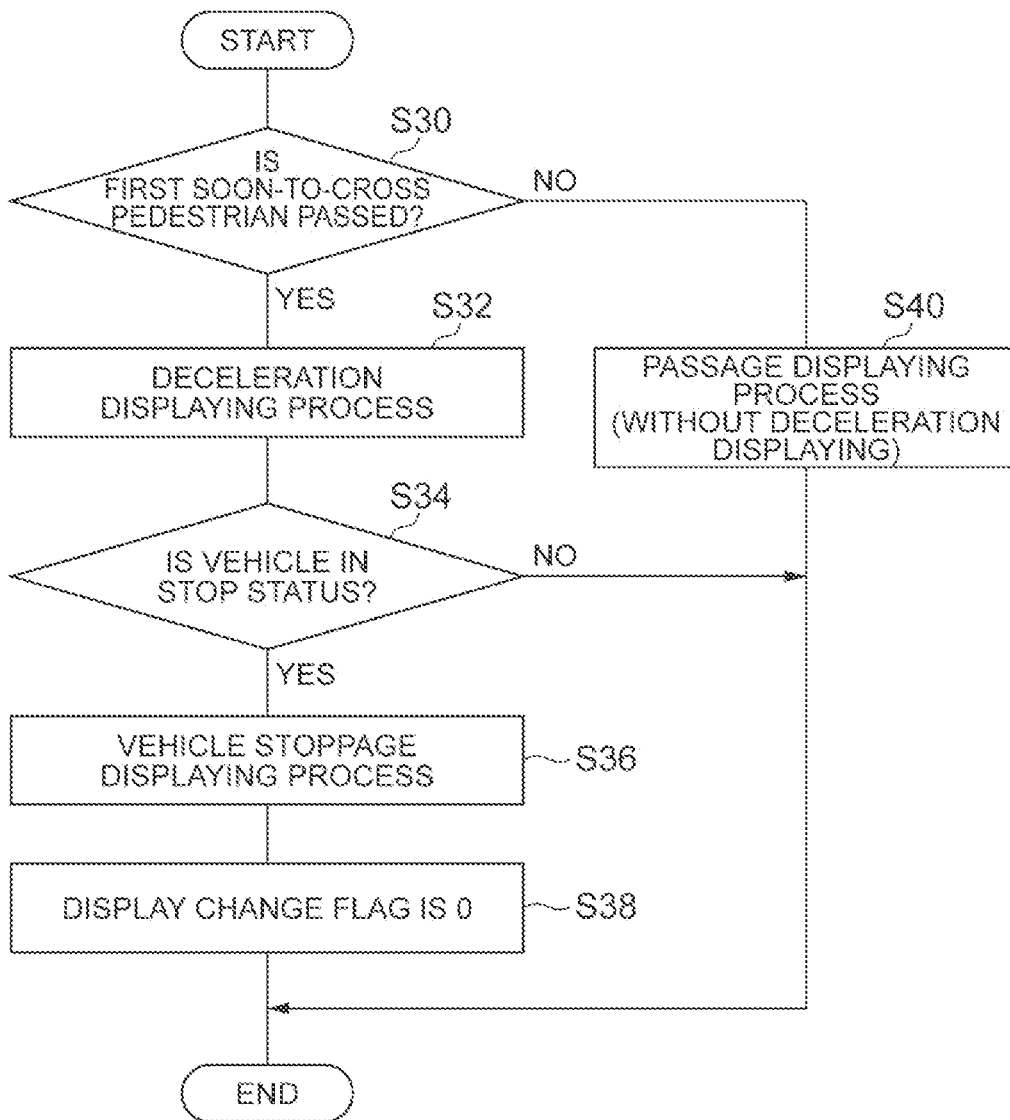 START
S30
IS
FIRST SOON-TO-CROSS
PEDESTRIAN PASSED?
NO
YES
S32
DECELERATION
DISPLAYING PROCESS
S40
PASSAGE DISPLAYING
PROCESS
(WITHOUT DECELERATION
DISPLAYING)
S34
IS VEHICLE IN
STOP STATUS?
NO
YES
VEHICLE STOPPAGE
DISPLAYING PROCESS
S36
DISPLAY CHANGE FLAG IS 0
S38
END